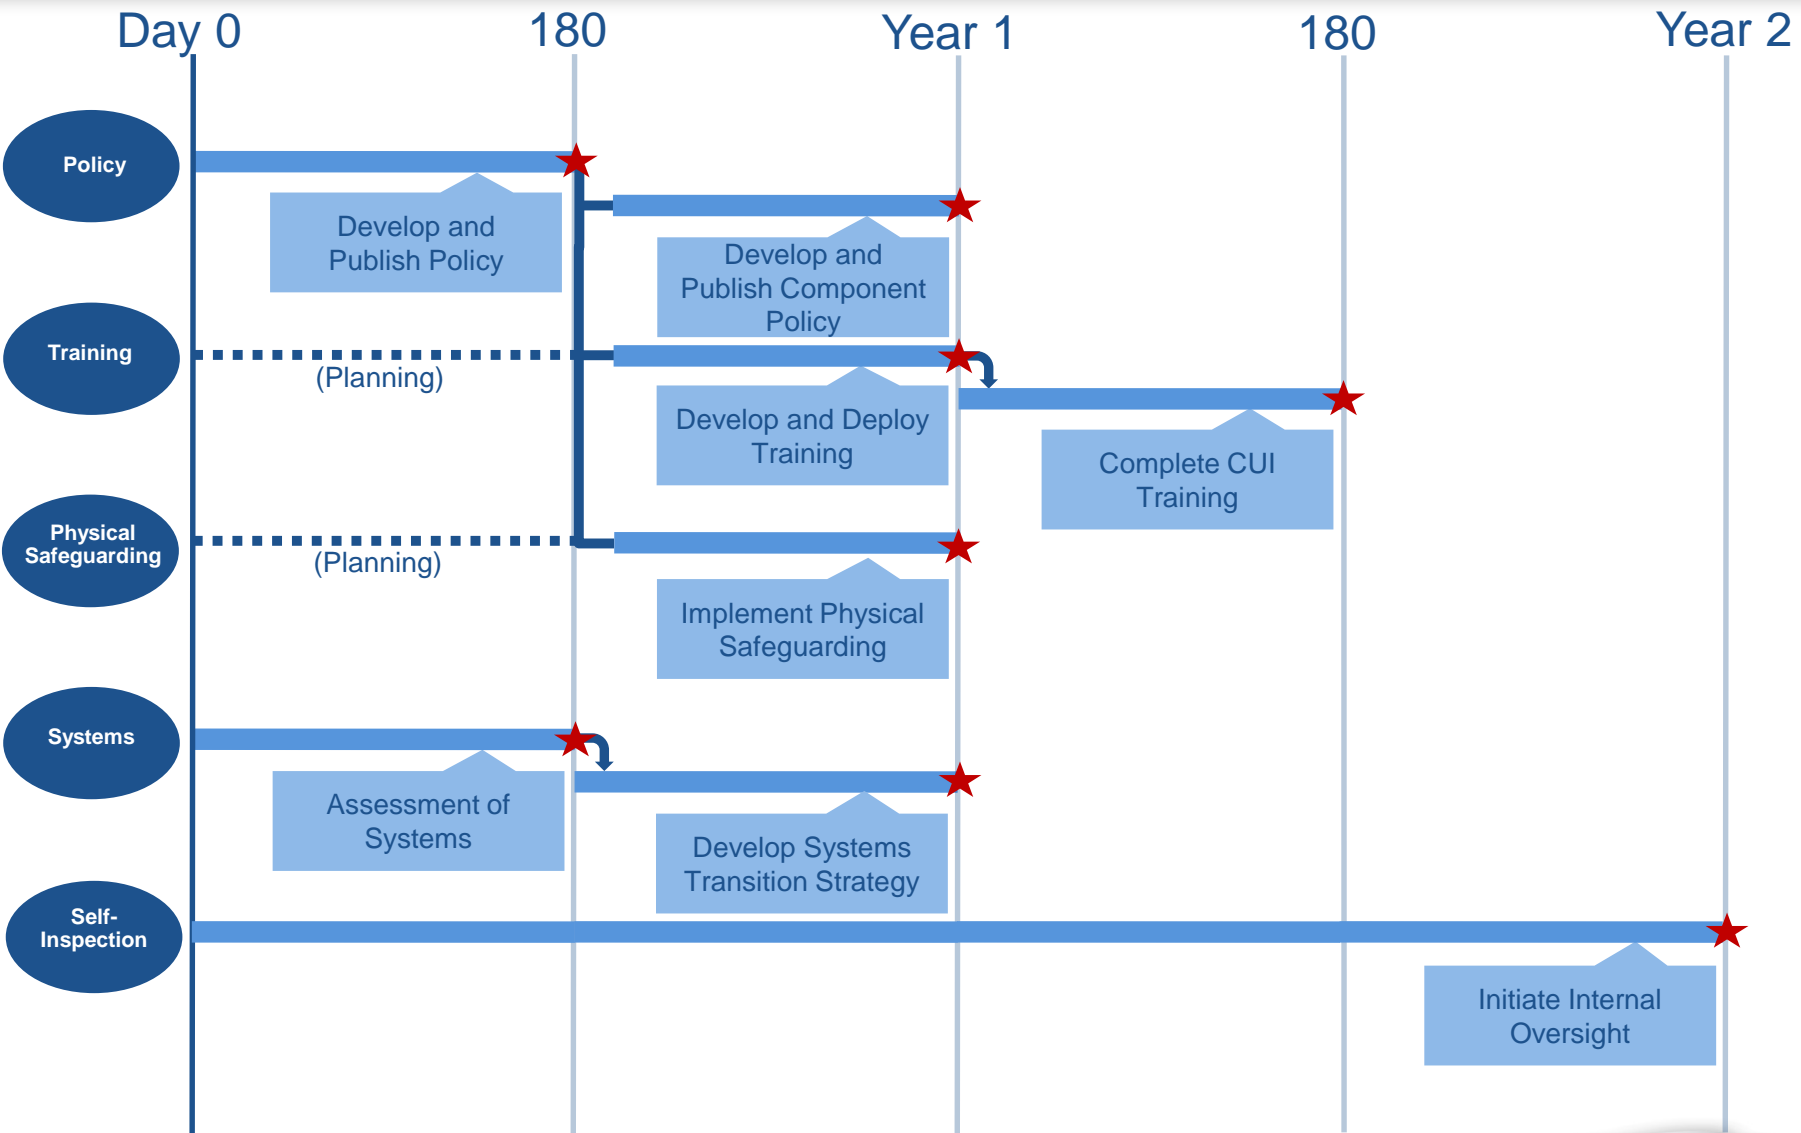 Day 0
180
Year 1
180
Year 2
Policy
Develop and
Publish Policy
Develop and
Publish Component
Policy
Training
(Planning)
Develop and Deploy
Training
Complete CUI
Training
Physical
Safeguarding
(Planning)
Implement Physical
Safeguarding
Systems
Assessment of
Systems
Develop Systems
Transition Strategy
Self-
Inspection
Initiate Internal
Oversight